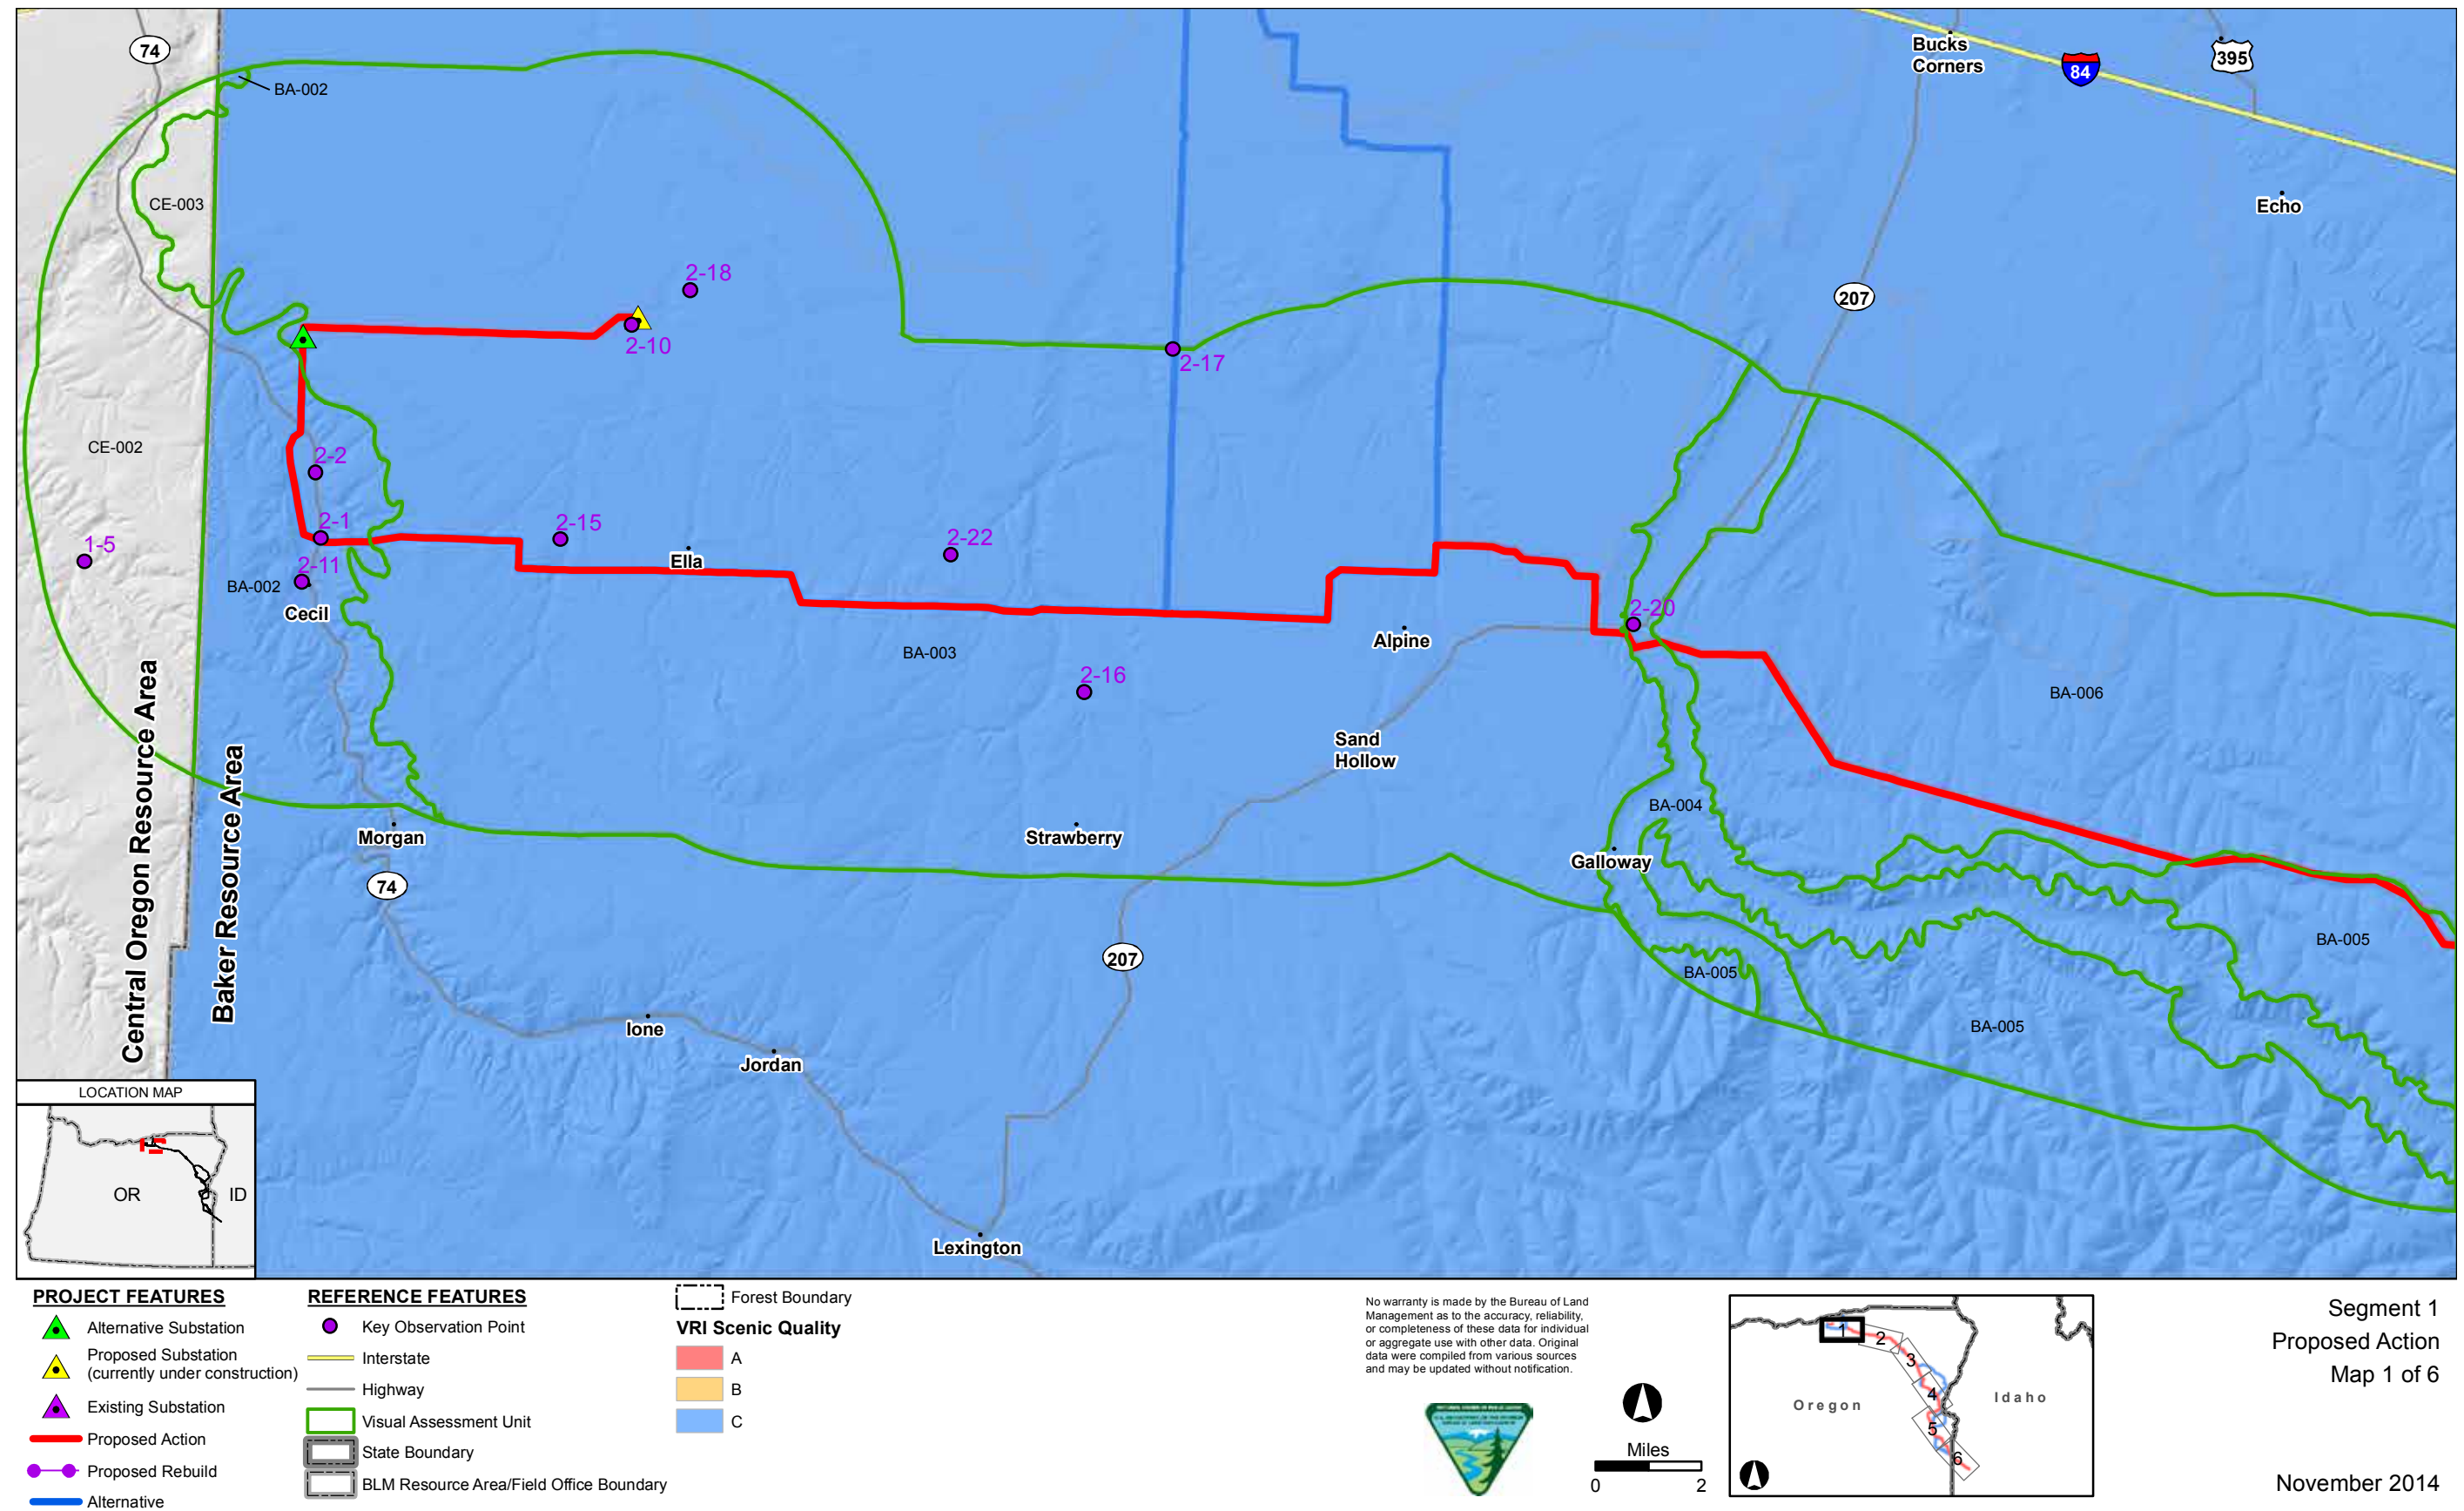 74
BA-002
Bucks
Corners
84
395
CE-003
Echo
2-18
207
2-10
2-17
CE-002
2-2
2-1
2-15
2-22
1-5
Ella
2-11
BA-002
Cecil
2-20
Alpine
BA-003
2-16
BA-006
Sand
Hollow
Central Oregon Resource Area
Baker Resource Area
BA-004
Morgan
Strawberry
Galloway
74
BA-005
207
BA-005
Ione
BA-005
Jordan
Lexington
LOCATION MAP
OR
ID
PROJECT FEATURES
Alternative Substation
Proposed Substation
(currently under construction)
Existing Substation
Proposed Action
Proposed Rebuild
Alternative
REFERENCE FEATURES
Key Observation Point
Interstate
Highway
Visual Assessment Unit
State Boundary
BLM Resource Area/Field Office Boundary
Forest Boundary
VRI Scenic Quality
A
B
C
No warranty is made by the Bureau of Land
Management as to the accuracy, reliability,
or completeness of these data for individual
or aggregate use with other data. Original
data were compiled from various sources
and may be updated without notification.
Miles
0 2
1
2
3
4
5
6
Oregon
Idaho
Segment 1
Proposed Action
Map 1 of 6
November 2014